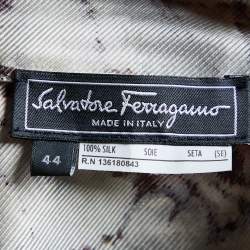 Salvatore Ferragamo
MADE IN ITALY
44
100% SILK SOIE SETA (SE)
R.N 136180843